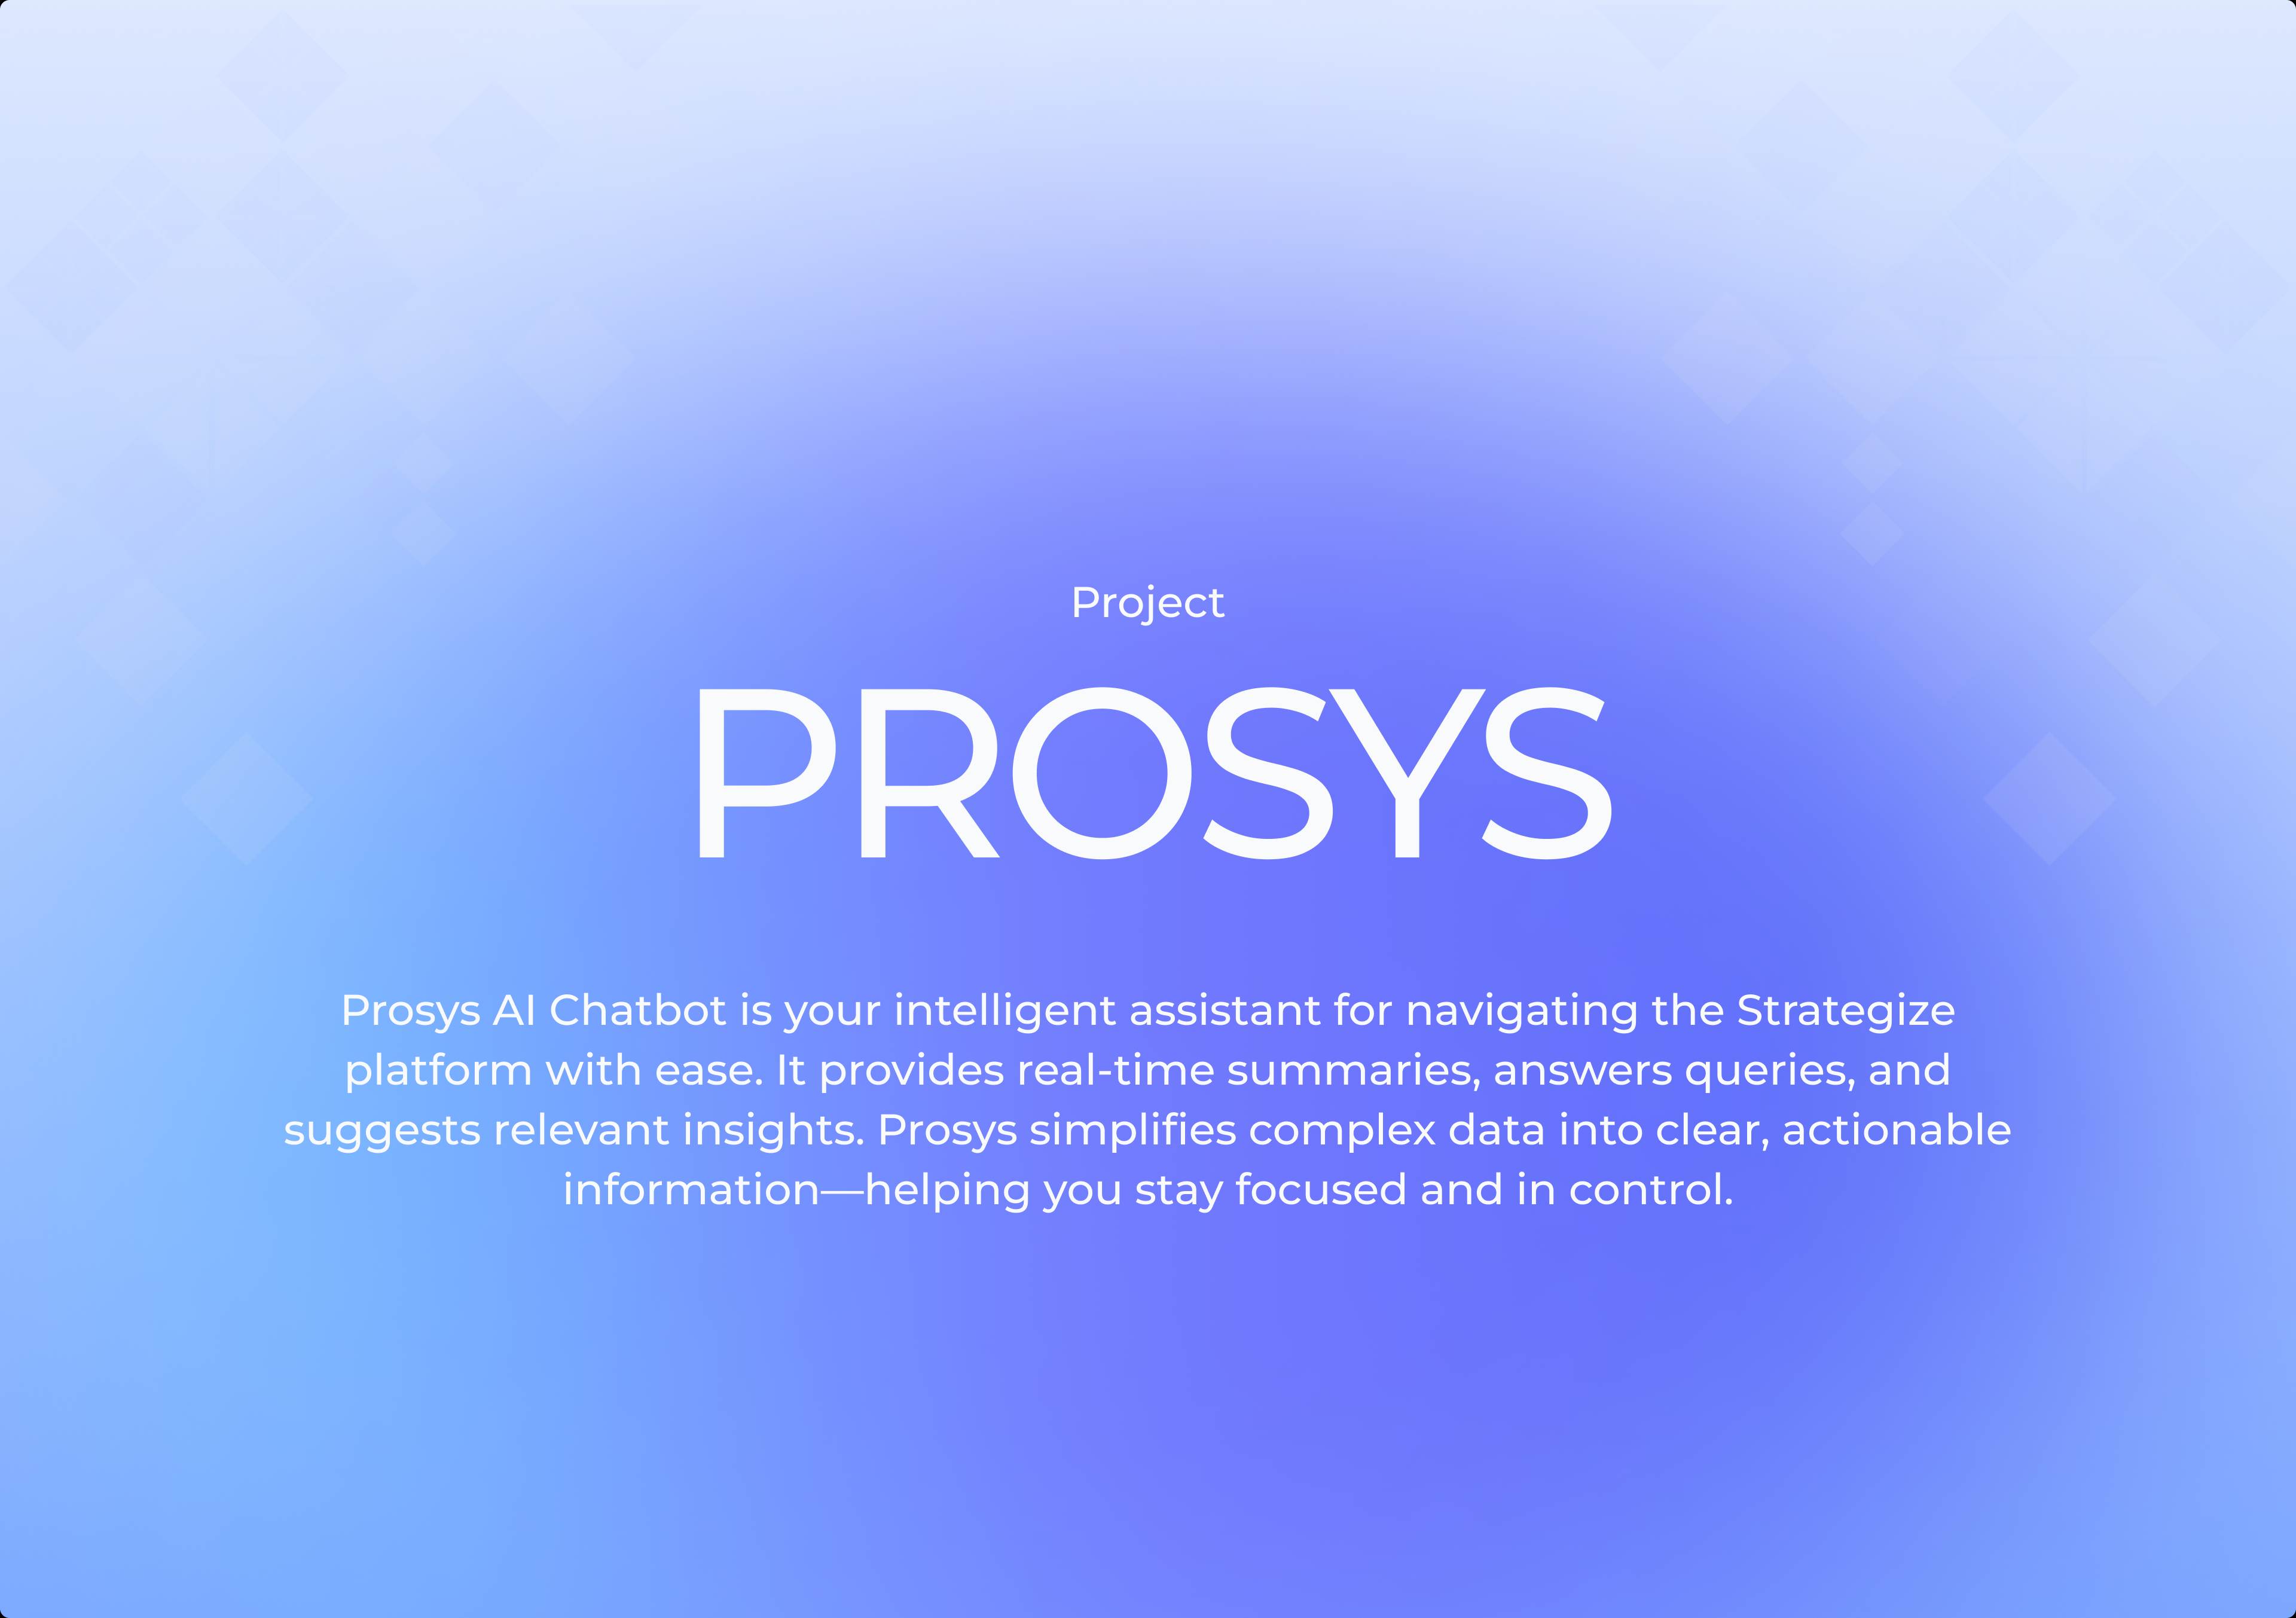 Project
PROSYS
Prosys AI Chatbot is your intelligent assistant for navigating the Strategize
platform with ease. It provides real-time summaries, answers queries, and
suggests relevant insights. Prosys simplifies complex data into clear, actionable
information—helping you stay focused and in control.